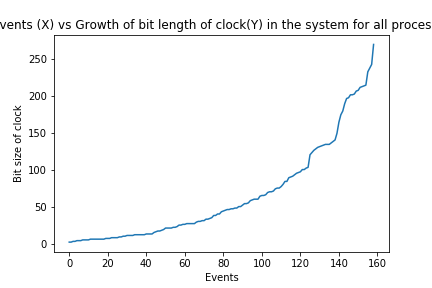 vents (X) vs Growth of bit length of clock(Y) in the system for all proces
250
200
150
100
50
0
Bit size of clock
0 20 40 60 80 100 120 140 160
Events